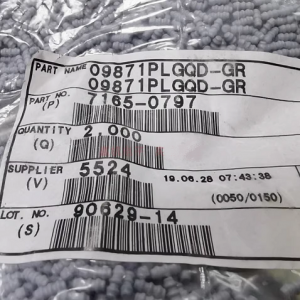 PART NAME 09871PLGQD-GR
09871PLGQD-GR
PART NO. 7165-0797
(P)
QUANTITY 2,000
(Q)
SUPPLIER 5524 19.06.28 07:43:38
(V) (0050/0150)
LOT. NO. 90629-14
(S)